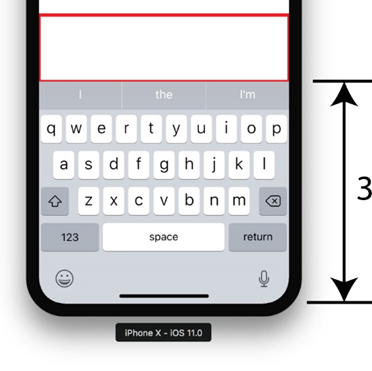 I the I'm
q w e r t y u i o p
a s d f g h j k l
3
z x c v b n m
123 space return
iPhone X - iOS 11.0